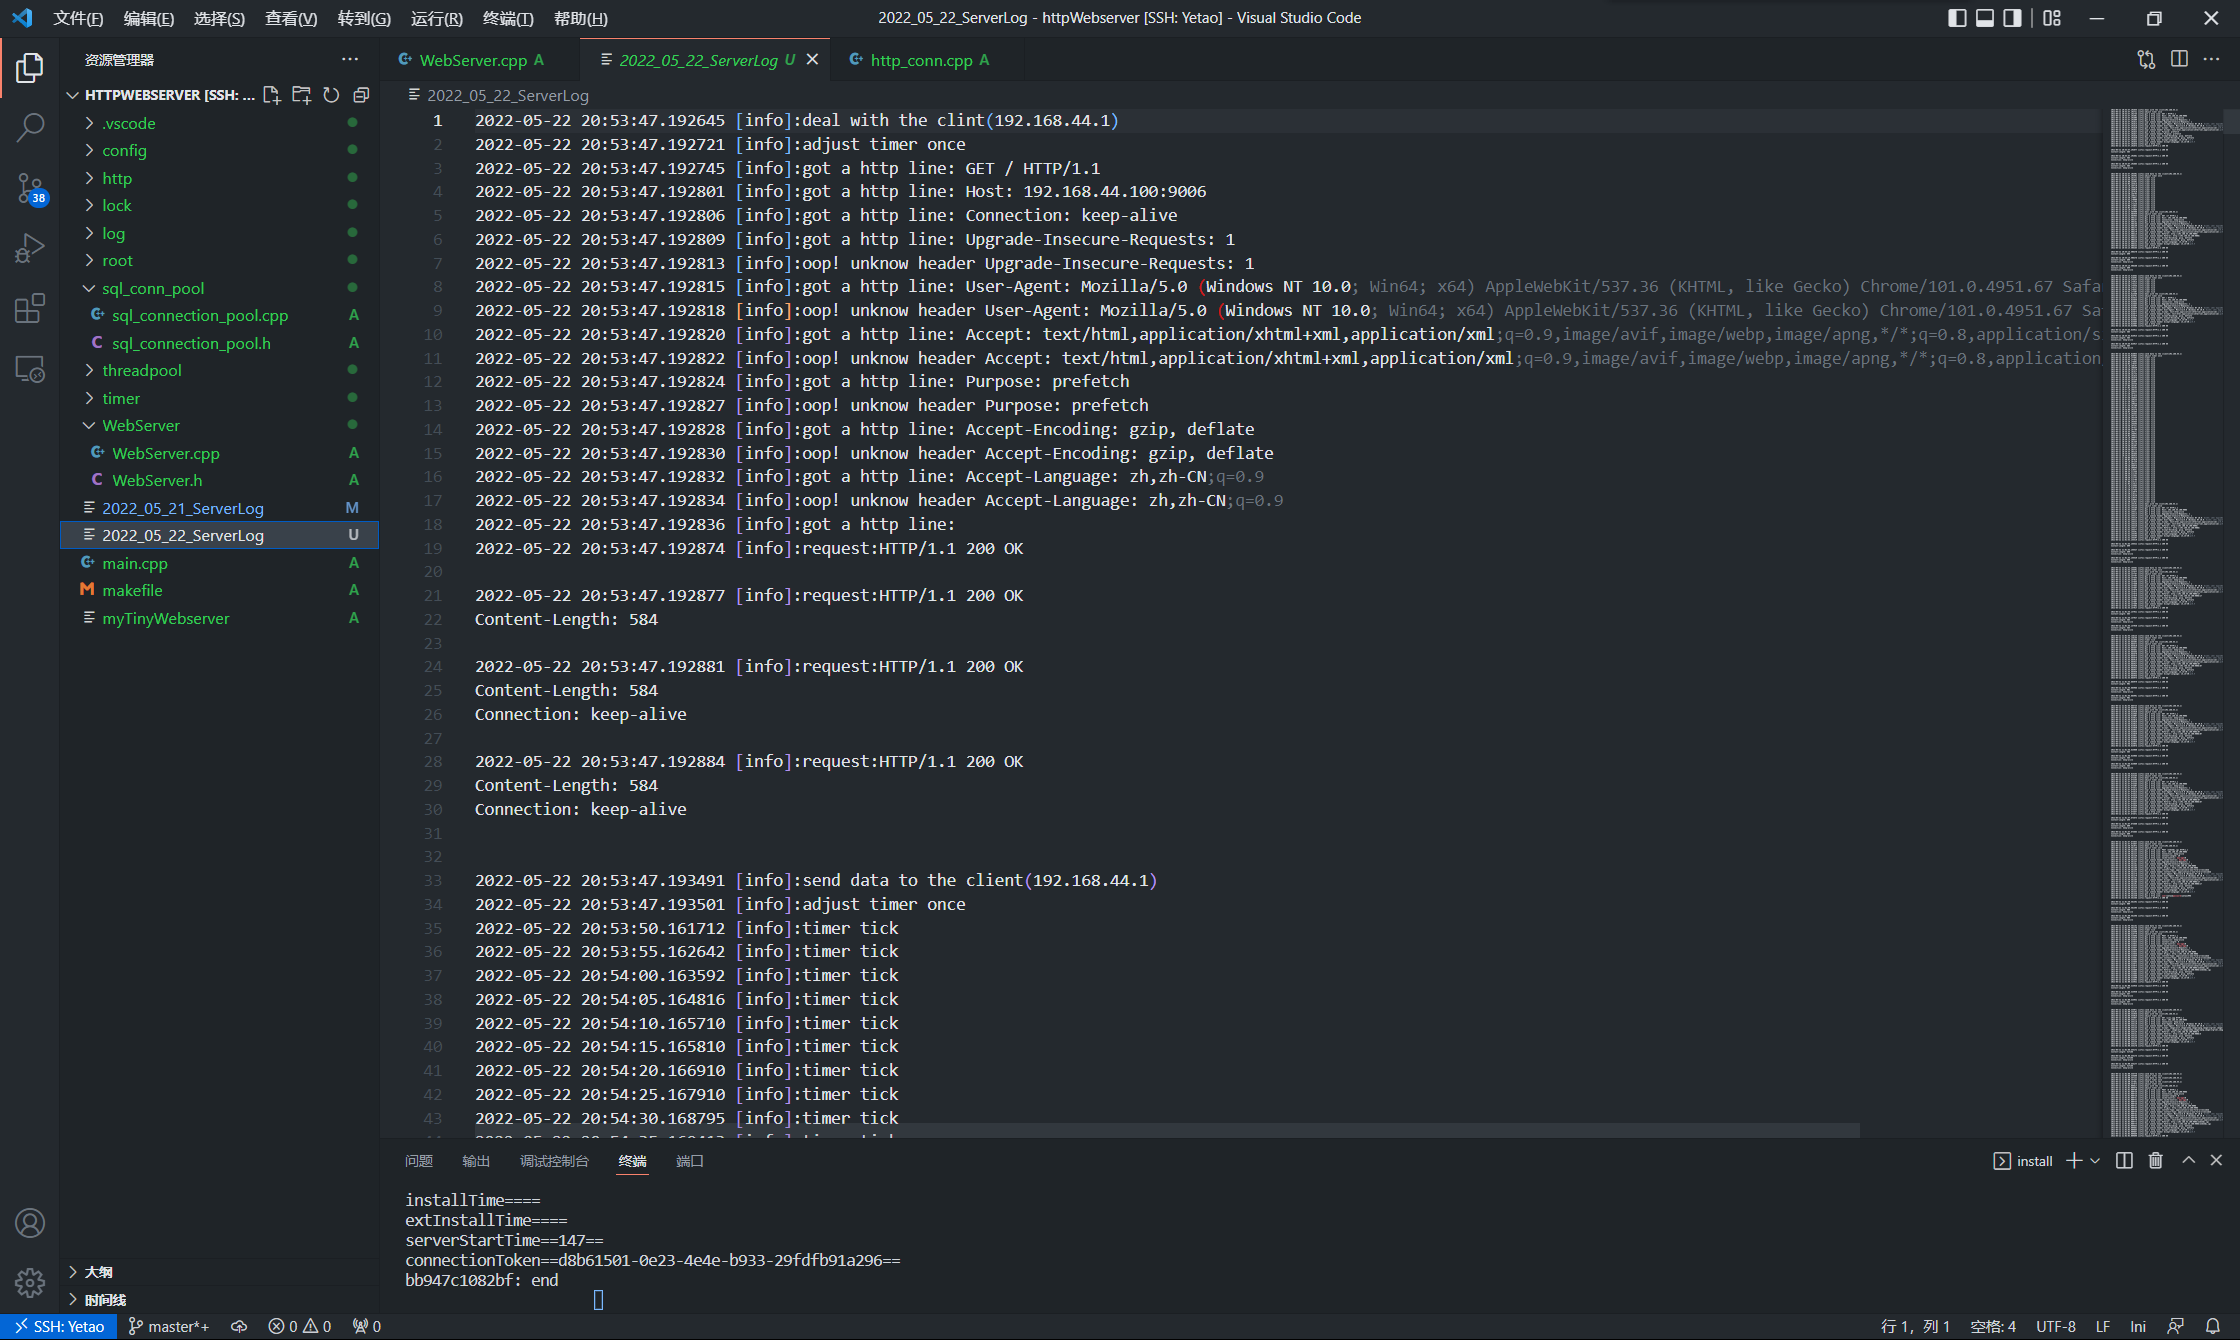 文件(F) 编辑(E) 选择(S) 查看(V) 转到(G) 运行(R) 终端(T) 帮助(H)
2022_05_22_ServerLog - httpWebserver [SSH: Yetao] - Visual Studio Code
资源管理器
HTTPWEBSERVER [SSH: ...
.vscode
config
http
lock
log
root
sql_conn_pool
sql_connection_pool.cpp A
sql_connection_pool.h A
threadpool
timer
WebServer
WebServer.cpp A
WebServer.h A
2022_05_21_ServerLog M
2022_05_22_ServerLog U
main.cpp A
makefile A
myTinyWebserver A
大纲
时间线
38
WebServer.cpp A
2022_05_22_ServerLog U
http_conn.cpp A
2022_05_22_ServerLog
1 2022-05-22 20:53:47.192645 [info]:deal with the clint(192.168.44.1)
2 2022-05-22 20:53:47.192721 [info]:adjust timer once
3 2022-05-22 20:53:47.192745 [info]:got a http line: GET / HTTP/1.1
4 2022-05-22 20:53:47.192801 [info]:got a http line: Host: 192.168.44.100:9006
5 2022-05-22 20:53:47.192806 [info]:got a http line: Connection: keep-alive
6 2022-05-22 20:53:47.192809 [info]:got a http line: Upgrade-Insecure-Requests: 1
7 2022-05-22 20:53:47.192813 [info]:oop! unknow header Upgrade-Insecure-Requests: 1
8 2022-05-22 20:53:47.192815 [info]:got a http line: User-Agent: Mozilla/5.0 (Windows NT 10.0; Win64; x64) AppleWebKit/537.36 (KHTML, like Gecko) Chrome/101.0.4951.67 Safa
9 2022-05-22 20:53:47.192818 [info]:oop! unknow header User-Agent: Mozilla/5.0 (Windows NT 10.0; Win64; x64) AppleWebKit/537.36 (KHTML, like Gecko) Chrome/101.0.4951.67 Sa
10 2022-05-22 20:53:47.192820 [info]:got a http line: Accept: text/html,application/xhtml+xml,application/xml;q=0.9,image/avif,image/webp,image/apng,*/*;q=0.8,application/s
11 2022-05-22 20:53:47.192822 [info]:oop! unknow header Accept: text/html,application/xhtml+xml,application/xml;q=0.9,image/avif,image/webp,image/apng,*/*;q=0.8,application
12 2022-05-22 20:53:47.192824 [info]:got a http line: Purpose: prefetch
13 2022-05-22 20:53:47.192827 [info]:oop! unknow header Purpose: prefetch
14 2022-05-22 20:53:47.192828 [info]:got a http line: Accept-Encoding: gzip, deflate
15 2022-05-22 20:53:47.192830 [info]:oop! unknow header Accept-Encoding: gzip, deflate
16 2022-05-22 20:53:47.192832 [info]:got a http line: Accept-Language: zh,zh-CN;q=0.9
17 2022-05-22 20:53:47.192834 [info]:oop! unknow header Accept-Language: zh,zh-CN;q=0.9
18 2022-05-22 20:53:47.192836 [info]:got a http line:
19 2022-05-22 20:53:47.192874 [info]:request:HTTP/1.1 200 OK
20
21 2022-05-22 20:53:47.192877 [info]:request:HTTP/1.1 200 OK
22 Content-Length: 584
23
24 2022-05-22 20:53:47.192881 [info]:request:HTTP/1.1 200 OK
25 Content-Length: 584
26 Connection: keep-alive
27
28 2022-05-22 20:53:47.192884 [info]:request:HTTP/1.1 200 OK
29 Content-Length: 584
30 Connection: keep-alive
31
32
33 2022-05-22 20:53:47.193491 [info]:send data to the client(192.168.44.1)
34 2022-05-22 20:53:47.193501 [info]:adjust timer once
35 2022-05-22 20:53:50.161712 [info]:timer tick
36 2022-05-22 20:53:55.162642 [info]:timer tick
37 2022-05-22 20:54:00.163592 [info]:timer tick
38 2022-05-22 20:54:05.164816 [info]:timer tick
39 2022-05-22 20:54:10.165710 [info]:timer tick
40 2022-05-22 20:54:15.165810 [info]:timer tick
41 2022-05-22 20:54:20.166910 [info]:timer tick
42 2022-05-22 20:54:25.167910 [info]:timer tick
43 2022-05-22 20:54:30.168795 [info]:timer tick
问题 输出 调试控制台 终端 端口
install
installTime====
extInstallTime====
serverStartTime==147==
connectionToken==d8b61501-0e23-4e4e-b933-29fdfb91a296==
bb947c1082bf: end
SSH: Yetao master*+ 0 0 0
行 1，列 1 空格: 4 UTF-8 LF Ini